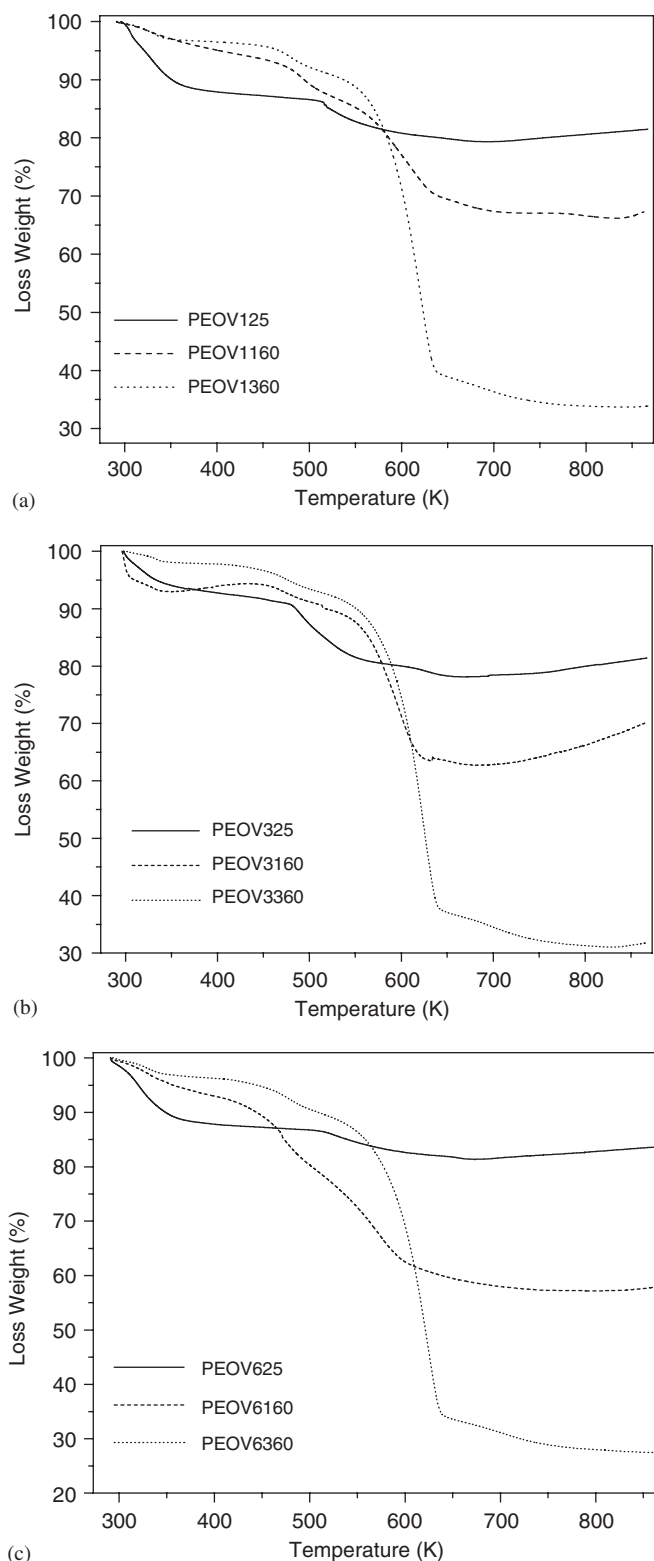 100
90
80
70
60
50
40
30
Loss Weight (%)
PEOV125
PEOV1160
PEOV1360
300 400 500 600 700 800
Temperature (K)
(a)
100
90
80
70
60
50
40
30
Loss Weight (%)
PEOV325
PEOV3160
PEOV3360
300 400 500 600 700 800
Temperature (K)
(b)
100
90
80
70
60
50
40
30
20
Loss Weight (%)
PEOV625
PEOV6160
PEOV6360
300 400 500 600 700 800
Temperature (K)
(c)